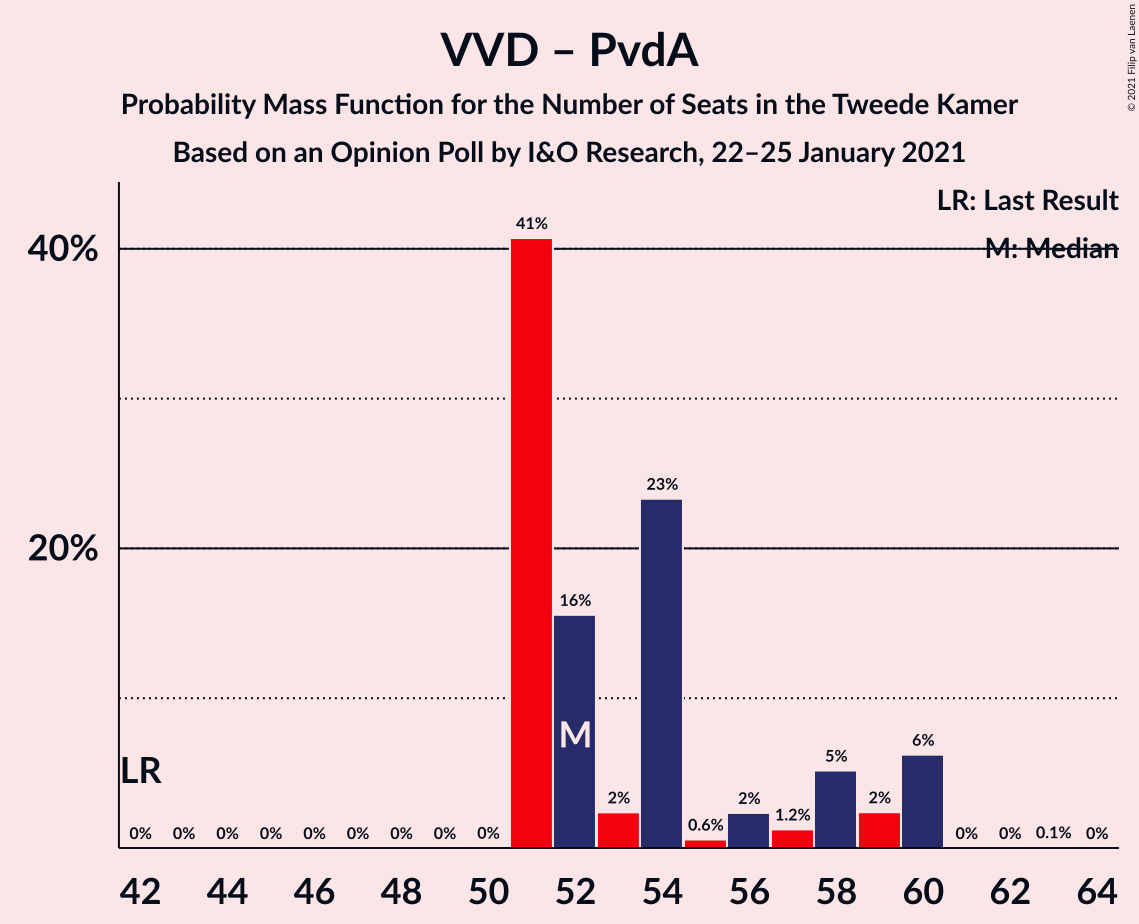 VVD – PvdA
Probability Mass Function for the Number of Seats in the Tweede Kamer
Based on an Opinion Poll by I&O Research, 22–25 January 2021
© 2021 Filip van Laenen
LR: Last Result
M: Median
40%
20%
41%
23%
16%
M
LR
0% 0% 0% 0% 0% 0% 0% 0% 0% 2% 0.6% 2% 1.2% 5% 2% 6% 0% 0% 0.1% 0%
42 44 46 48 50 52 54 56 58 60 62 64